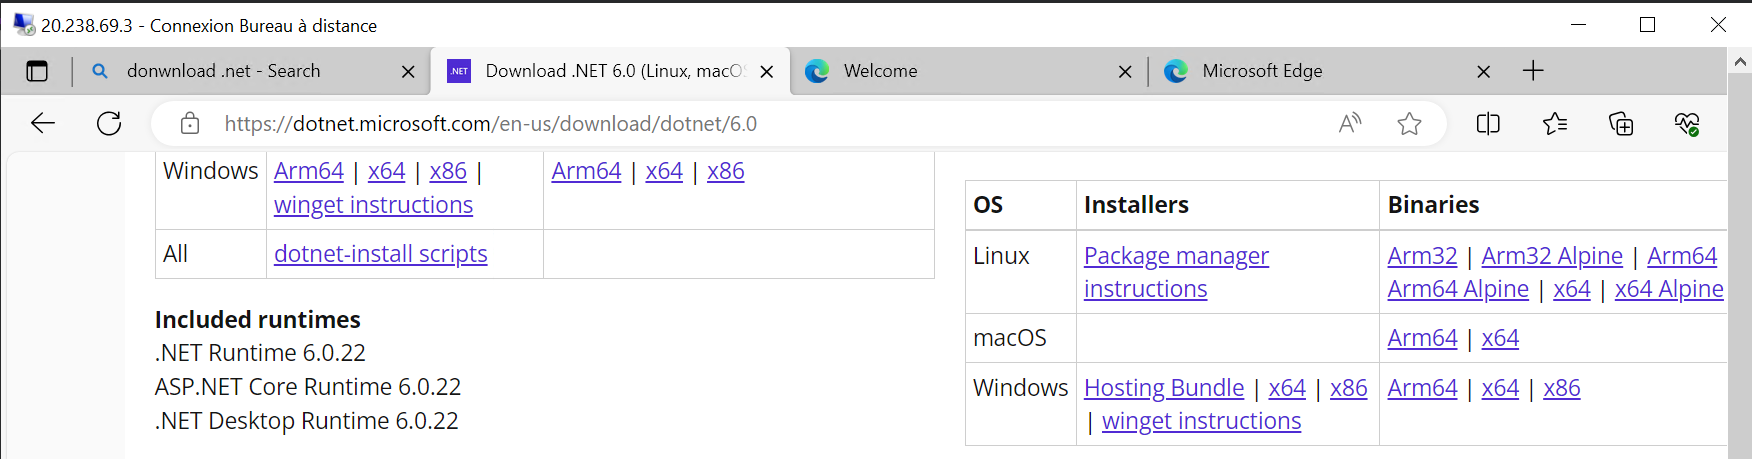 20.238.69.3 - Connexion Bureau à distance
donwnload .net - Search
Download .NET 6.0 (Linux, macOS
Welcome
Microsoft Edge
https://dotnet.microsoft.com/en-us/download/dotnet/6.0
Windows Arm64 | x64 | x86 | Arm64 | x64 | x86
winget instructions
All dotnet-install scripts
Included runtimes
.NET Runtime 6.0.22
ASP.NET Core Runtime 6.0.22
.NET Desktop Runtime 6.0.22
OS Installers Binaries
Linux Package manager Arm32 | Arm32 Alpine | Arm64
instructions Arm64 Alpine | x64 | x64 Alpine
macOS Arm64 | x64
Windows Hosting Bundle | x64 | x86 Arm64 | x64 | x86
| winget instructions